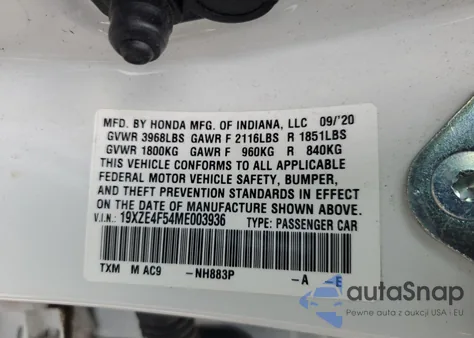 MFD. BY HONDA MFG. OF INDIANA, LLC 09/'20
GVWR 3968LBS GAWR F 2116LBS R 1851LBS
GVWR 1800KG GAWR F 960KG R 840KG
THIS VEHICLE CONFORMS TO ALL APPLICABLE
FEDERAL MOTOR VEHICLE SAFETY, BUMPER,
AND THEFT PREVENTION STANDARDS IN EFFECT
ON THE DATE OF MANUFACTURE SHOWN ABOVE.
V.I.N.: 19XZE4F54ME003936 TYPE: PASSENGER CAR
TXM M AC9 -NH883P -A -E
autoSnap
Pewne auta z USA i EU